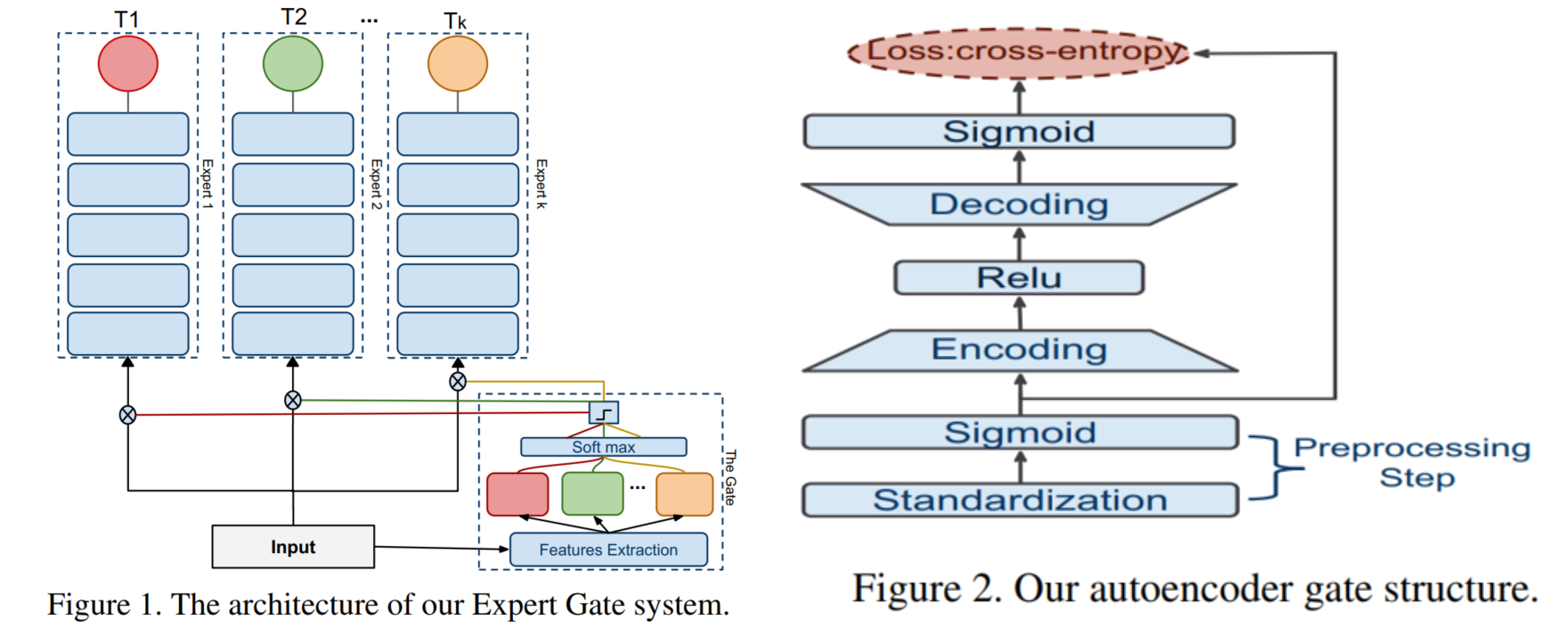 T1
T2
...
Tk
Expert 1
Expert 2
Expert k
Soft max
...
The Gate
Features Extraction
Input
Figure 1. The architecture of our Expert Gate system.
Loss:cross-entropy
Sigmoid
Decoding
Relu
Encoding
Sigmoid
Preprocessing
Step
Standardization
Figure 2. Our autoencoder gate structure.